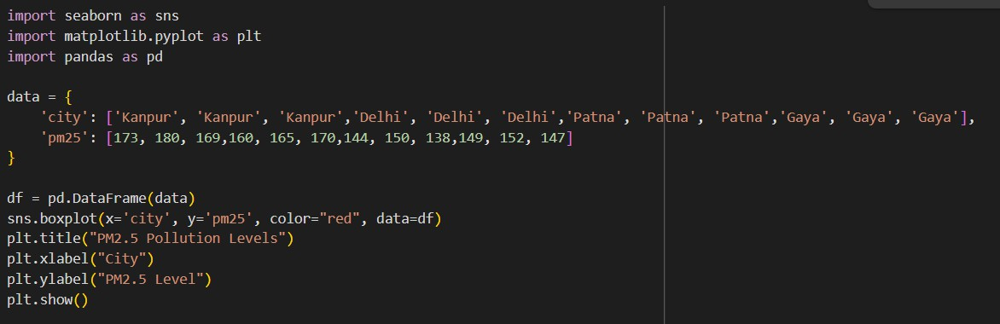 import seaborn as sns
import matplotlib.pyplot as plt
import pandas as pd

data = {
    'city': ['Kanpur', 'Kanpur', 'Kanpur','Delhi', 'Delhi', 'Delhi','Patna', 'Patna', 'Patna','Gaya', 'Gaya', 'Gaya'],
    'pm25': [173, 180, 169,160, 165, 170,144, 150, 138,149, 152, 147]
}

df = pd.DataFrame(data)
sns.boxplot(x='city', y='pm25', color="red", data=df)
plt.title("PM2.5 Pollution Levels")
plt.xlabel("City")
plt.ylabel("PM2.5 Level")
plt.show()